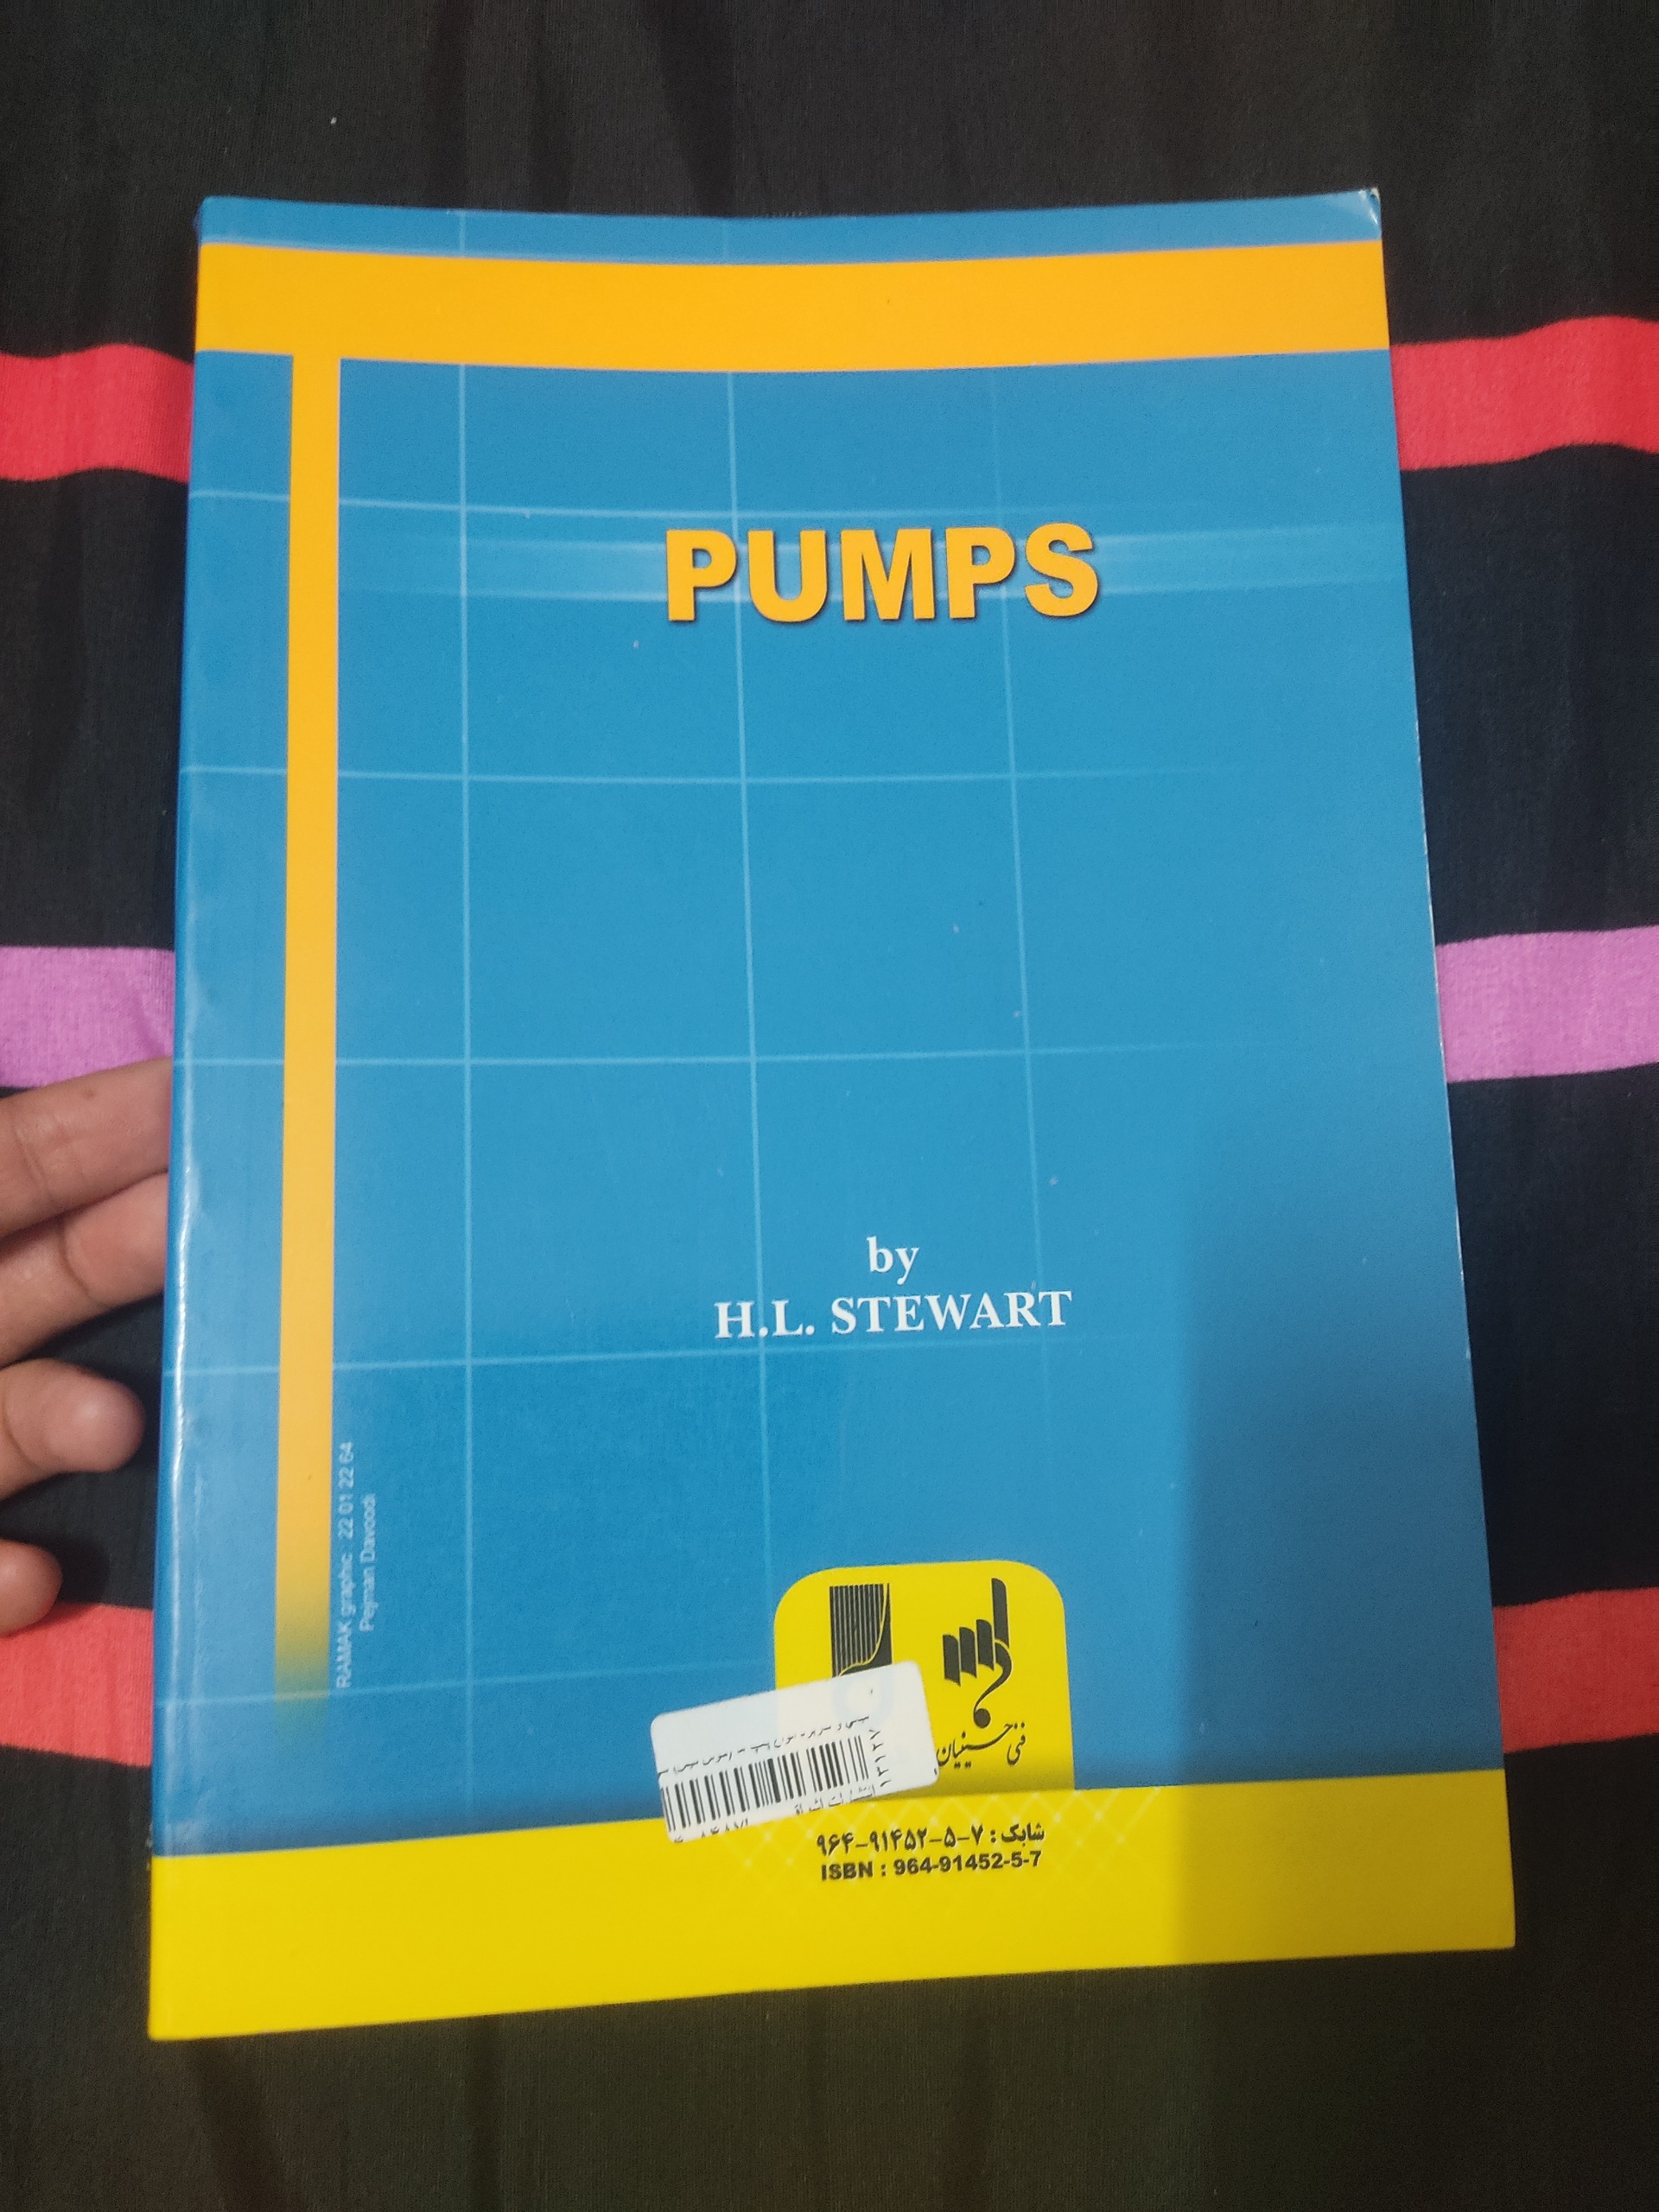 PUMPS
by
H.L. STEWART
RAMAK graphic : 22 01 22 64
Pejman Davoodi
فنی حسینیان
شابک : ۷-۵-۹۱۴۵۲-۹۶۴
ISBN : 964-91452-5-7